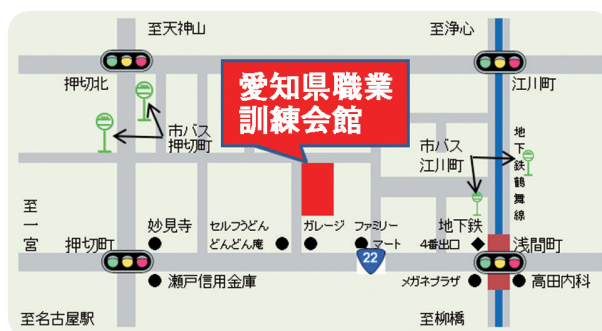 至天神山
至浄心
押切北
江川町
愛知県職業
訓練会館
市バス
押切町
市バス
江川町
地下鉄鶴舞線
至一宮
妙見寺
セルフうどん
どんどん庵
ガレージ
ファミリー
マート
地下鉄
4番出口
押切町
浅間町
22
瀬戸信用金庫
メガネプラザ
高田内科
至名古屋駅
至柳橋